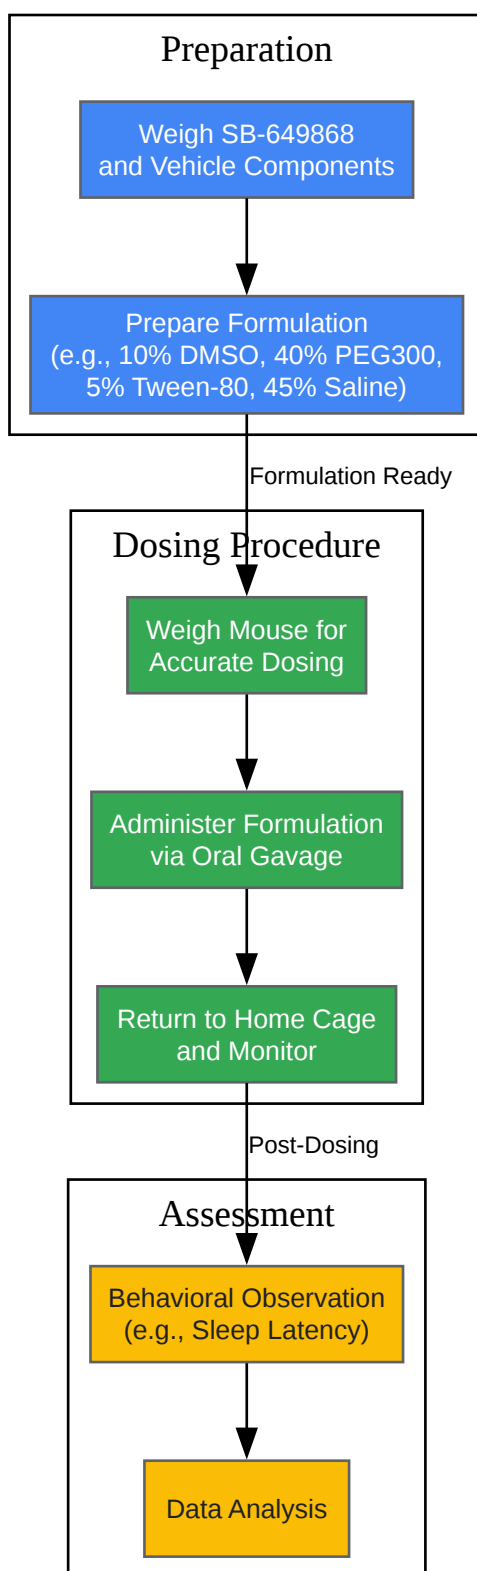 Preparation
Weigh SB-649868
and Vehicle Components
Prepare Formulation
(e.g., 10% DMSO, 40% PEG300,
5% Tween-80, 45% Saline)
Formulation Ready
Dosing Procedure
Weigh Mouse for
Accurate Dosing
Administer Formulation
via Oral Gavage
Return to Home Cage
and Monitor
Post-Dosing
Assessment
Behavioral Observation
(e.g., Sleep Latency)
Data Analysis